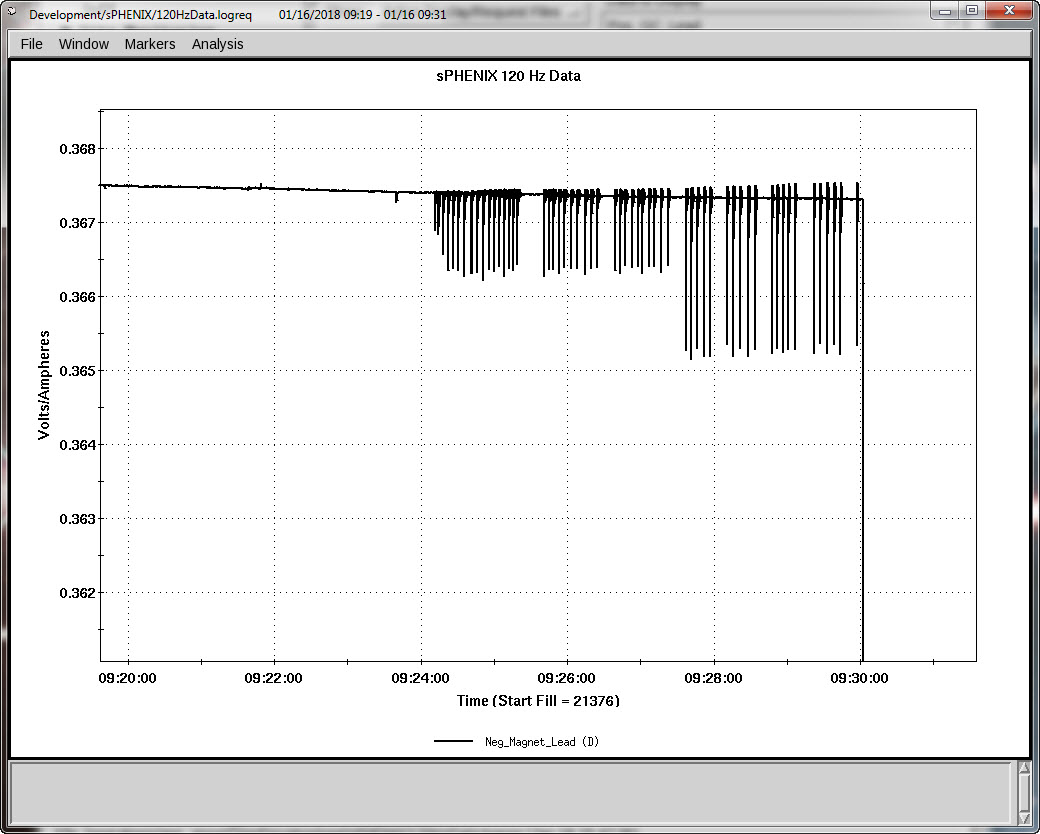 Development/sPHENIX/120HzData.logreq 01/16/2018 09:19 - 01/16 09:31
File Window Markers Analysis
sPHENIX 120 Hz Data
0.368
0.367
0.366
0.365
0.364
0.363
0.362
Volts/Ampheres
09:20:00 09:22:00 09:24:00 09:26:00 09:28:00 09:30:00
Time (Start Fill = 21376)
Neg_Magnet_Lead (D)